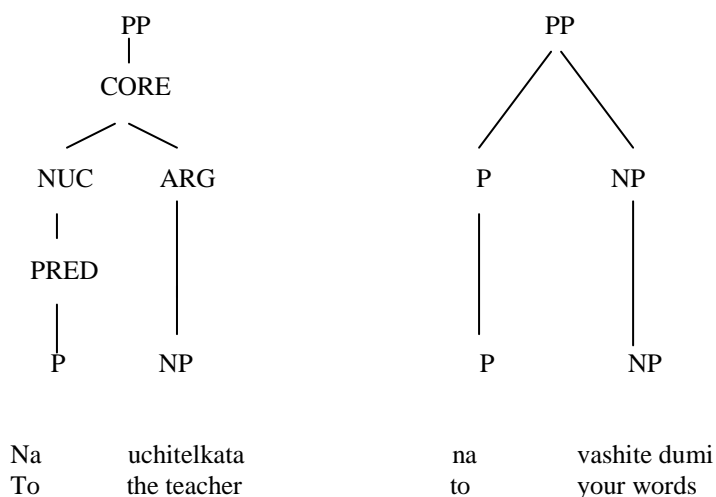 PP PP
CORE
NUC ARG P NP
PRED
P NP P NP
Na uchitelkata na vashite dumi
To the teacher to your words